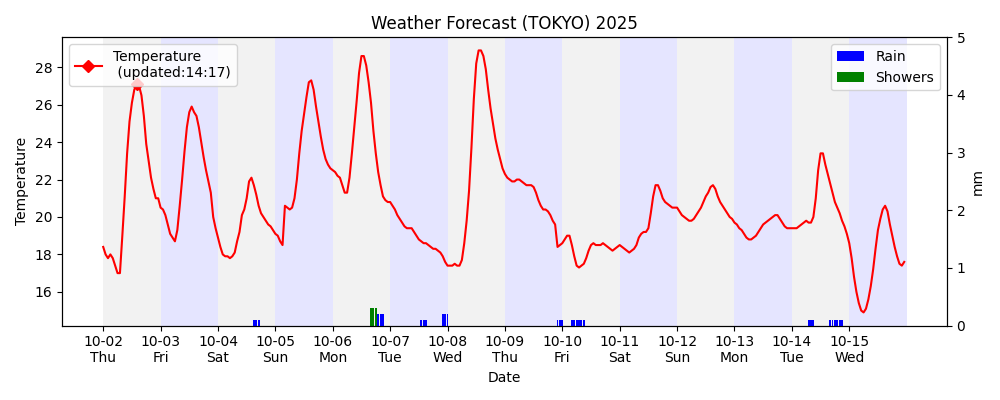 Weather Forecast (TOKYO) 2025
Temperature
(updated:14:17)
Rain
Showers
Temperature
28
26
24
22
20
18
16
5
4
3
2
1
0
mm
10-02 10-03 10-04 10-05 10-06 10-07 10-08 10-09 10-10 10-11 10-12 10-13 10-14 10-15
Thu Fri Sat Sun Mon Tue Wed Thu Fri Sat Sun Mon Tue Wed
Date